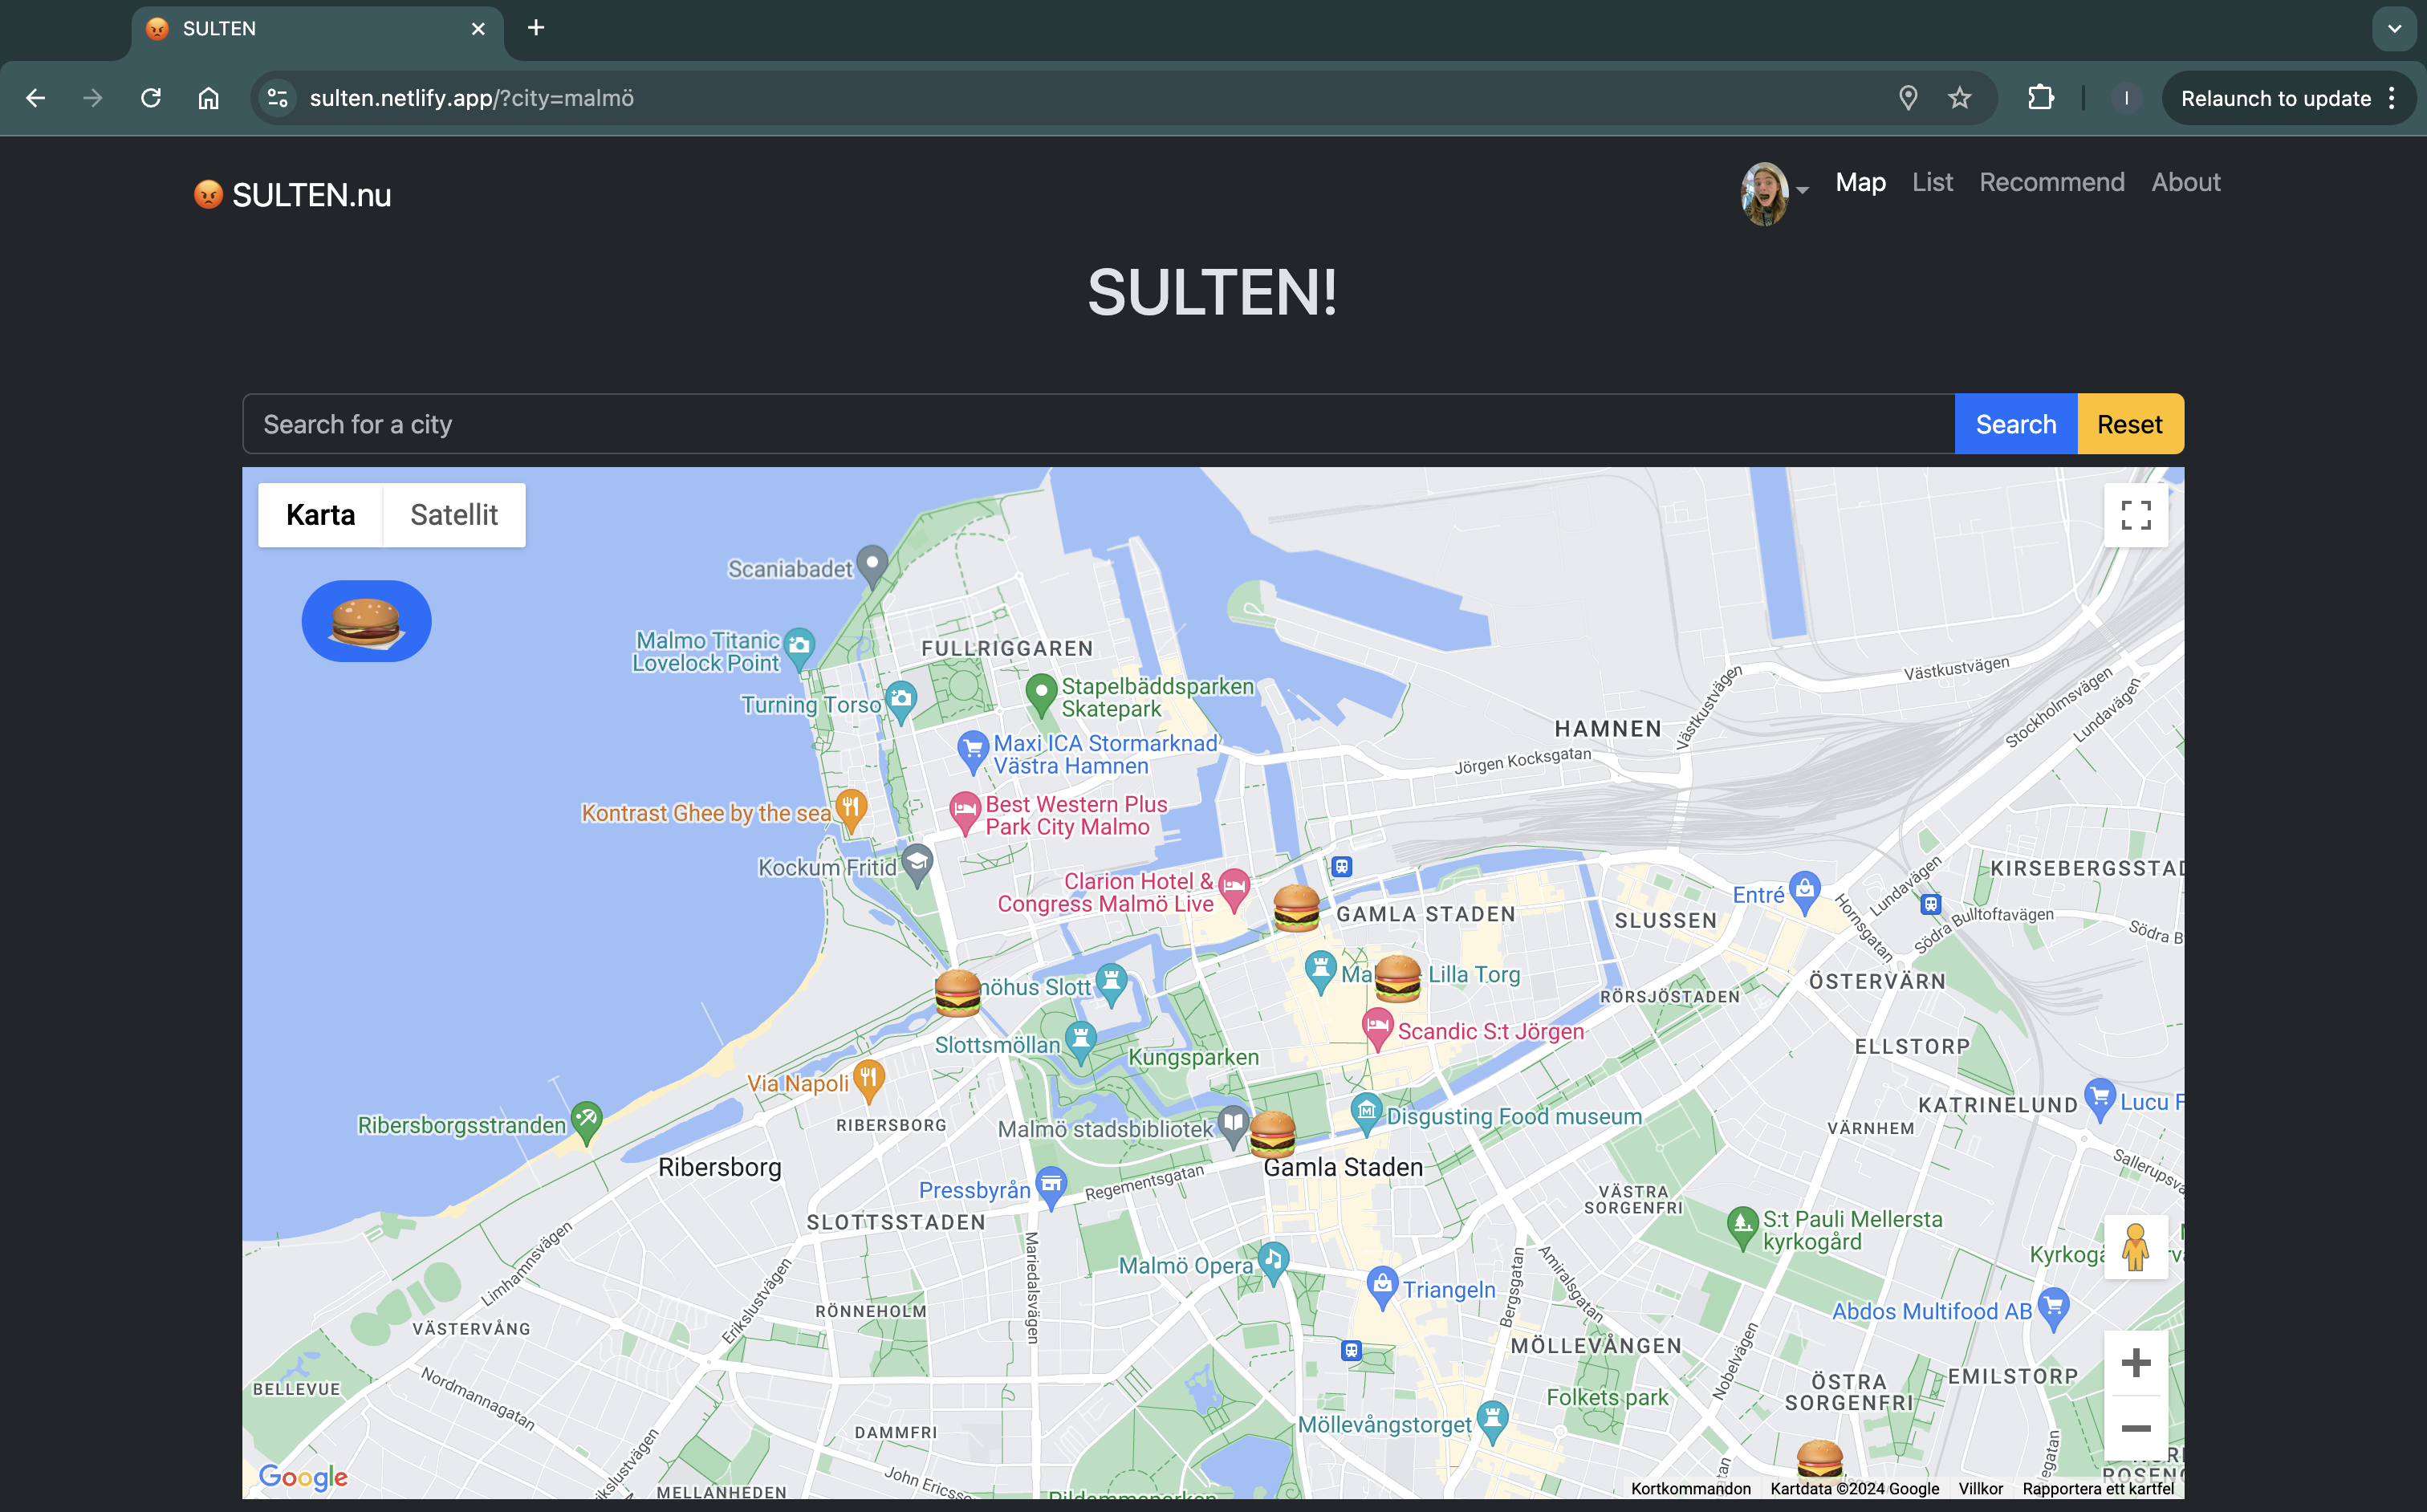 SULTEN
sulten.netlify.app/?city=malmö
I
Relaunch to update
SULTEN.nu
Map
List
Recommend
About
SULTEN!
Search for a city
Search
Reset
Karta
Satellit
Scaniabadet
Malmo Titanic
Lovelock Point
FULLRIGGAREN
Stapelbäddsparken
Skatepark
Turning Torso
Maxi ICA Stormarknad
Västra Hamnen
HAMNEN
Västkustvägen
Västkustvägen
Stockholmsvägen
Lundavägen
Jörgen Kocksgatan
Kontrast Ghee by the sea
Best Western Plus
Park City Malmo
Kockum Fritid
Clarion Hotel &
Congress Malmö Live
GAMLA STADEN
SLUSSEN
Entré
Hornsgatan
Lundavägen
KIRSEBERGSSTAD
Södra Bulltoftavägen
Södra B
möhus Slott
Ma
Lilla Torg
RÖRSJÖSTADEN
ÖSTERVÄRN
Scandic S:t Jörgen
Slottsmöllan
Kungsparken
ELLSTORP
Via Napoli
Ribersborgsstranden
RIBERSBORG
Malmö stadsbibliotek
Disgusting Food museum
KATRINELUND
Lucu F
VÄRNHEM
Ribersborg
Gamla Staden
Sallerupsvä
Pressbyrån
Regementsgatan
VÄSTRA
SORGENFRI
SLOTTSSTADEN
S:t Pauli Mellersta
kyrkogård
Limhamnsvägen
Mariedalsvägen
Erikslustvägen
Malmö Opera
Triangeln
Bergsgatan
Amiralsgatan
Kyrkogå
Abdos Multifood AB
RÖNNEHOLM
VÄSTERVÅNG
MÖLLEVÅNGEN
Nobelvägen
BELLEVUE
Nordmannagatan
Folkets park
ÖSTRA
SORGENFRI
EMILSTORP
Möllevångstorget
DAMMFRI
John Ericss
ikslustvägen
MELLANHEDEN
Pildammsparken
ROSENG
Google
Kortkommandon
Kartdata ©2024 Google
Villkor
Rapportera ett kartfel